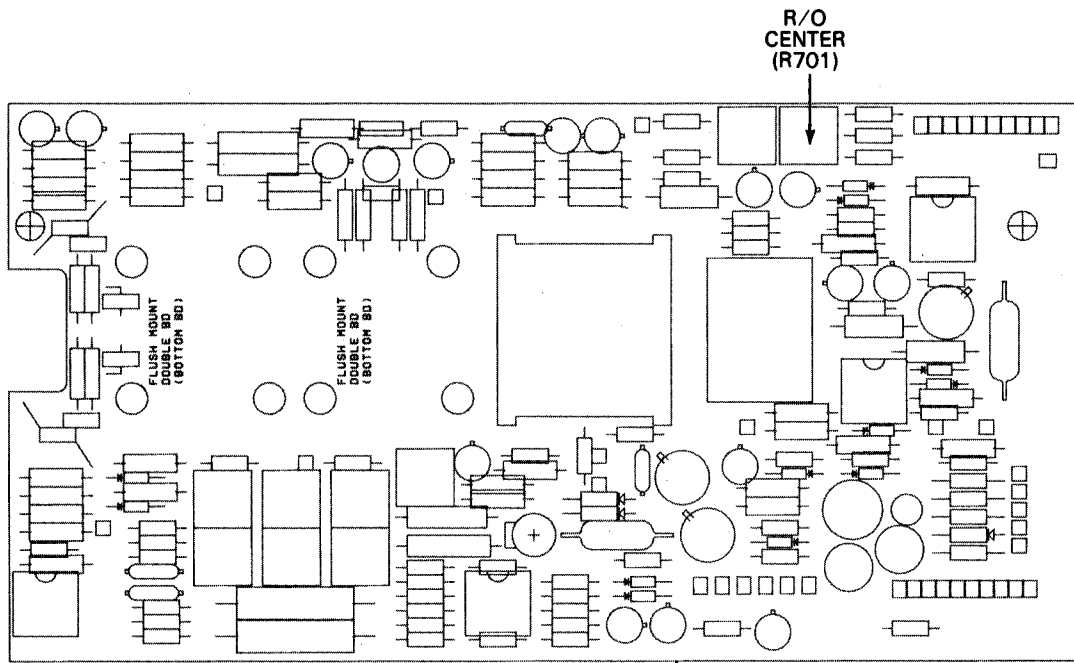 R/O
CENTER
(R701)
FLUSH MOUNT
DOUBLE BD
(BOTTOM BD)
FLUSH MOUNT
DOUBLE BD
(BOTTOM BD)